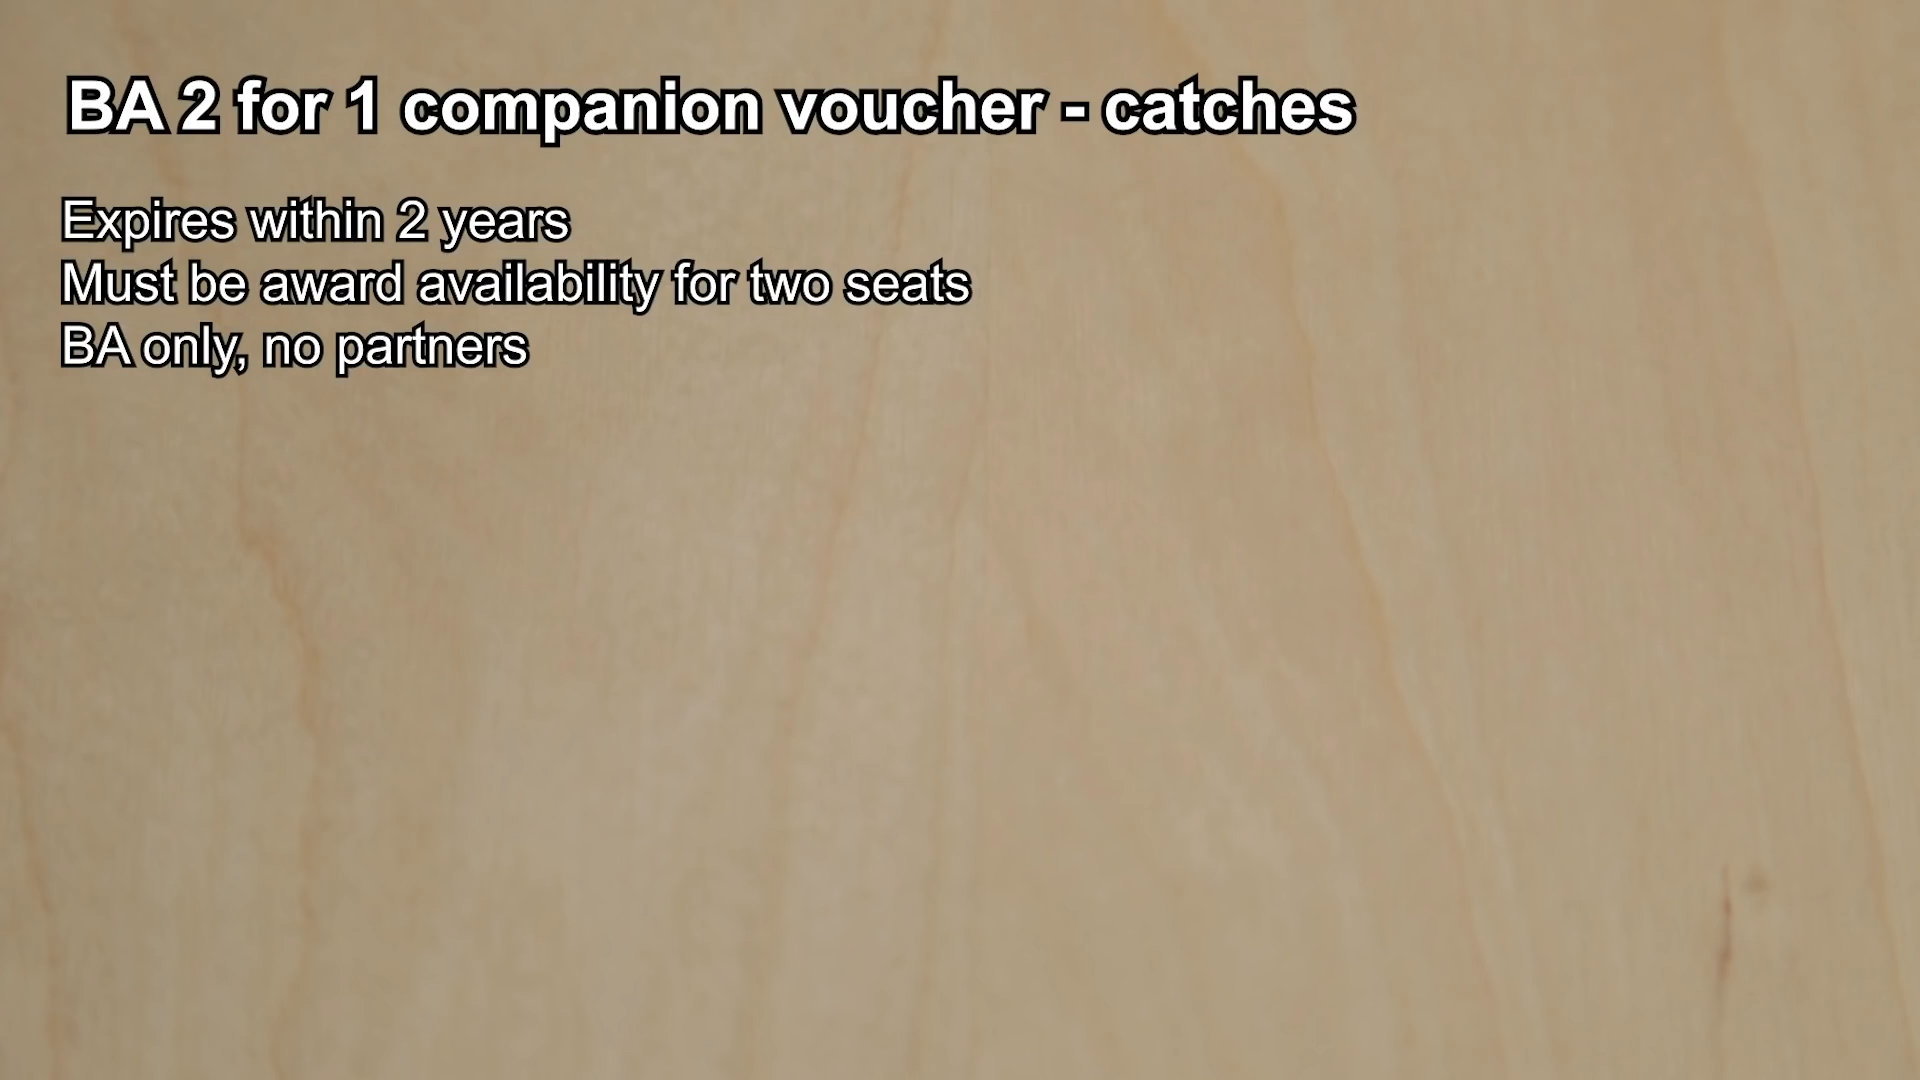 BA 2 for 1 companion voucher - catches
Expires within 2 years
Must be award availability for two seats
BA only, no partners